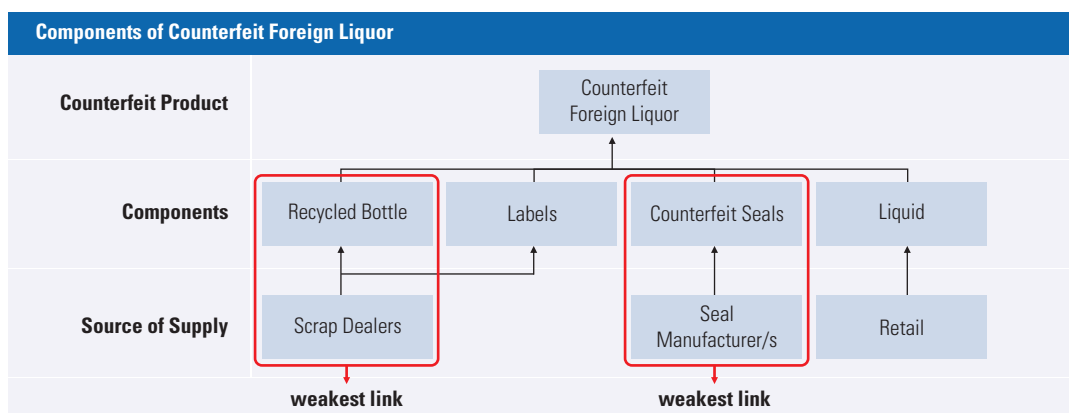 Components of Counterfeit Foreign Liquor
Counterfeit Product
Counterfeit
Foreign Liquor
Components
Recycled Bottle
Labels
Counterfeit Seals
Liquid
Source of Supply
Scrap Dealers
Seal
Manufacturer/s
Retail
weakest link
weakest link